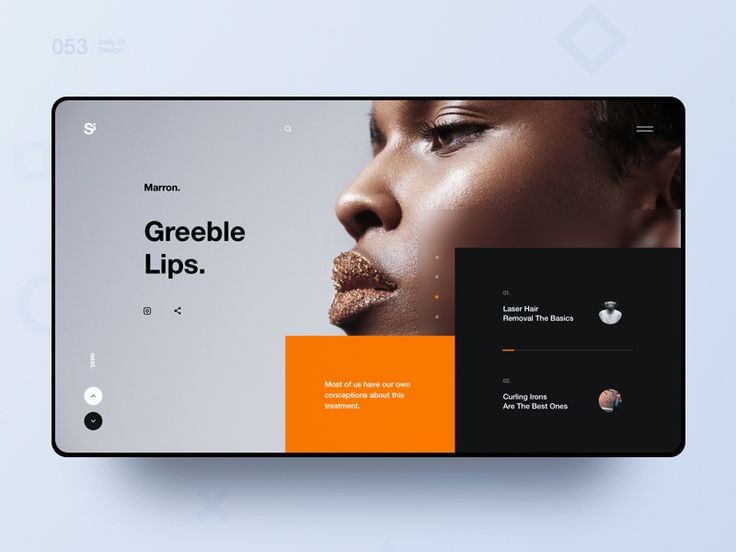 053
Daily UI
Design
Si
Marron.
Greeble
Lips.
next.
Most of us have our own
conceptions about this
treatment.
01.
Laser Hair
Removal The Basics
02.
Curling Irons
Are The Best Ones